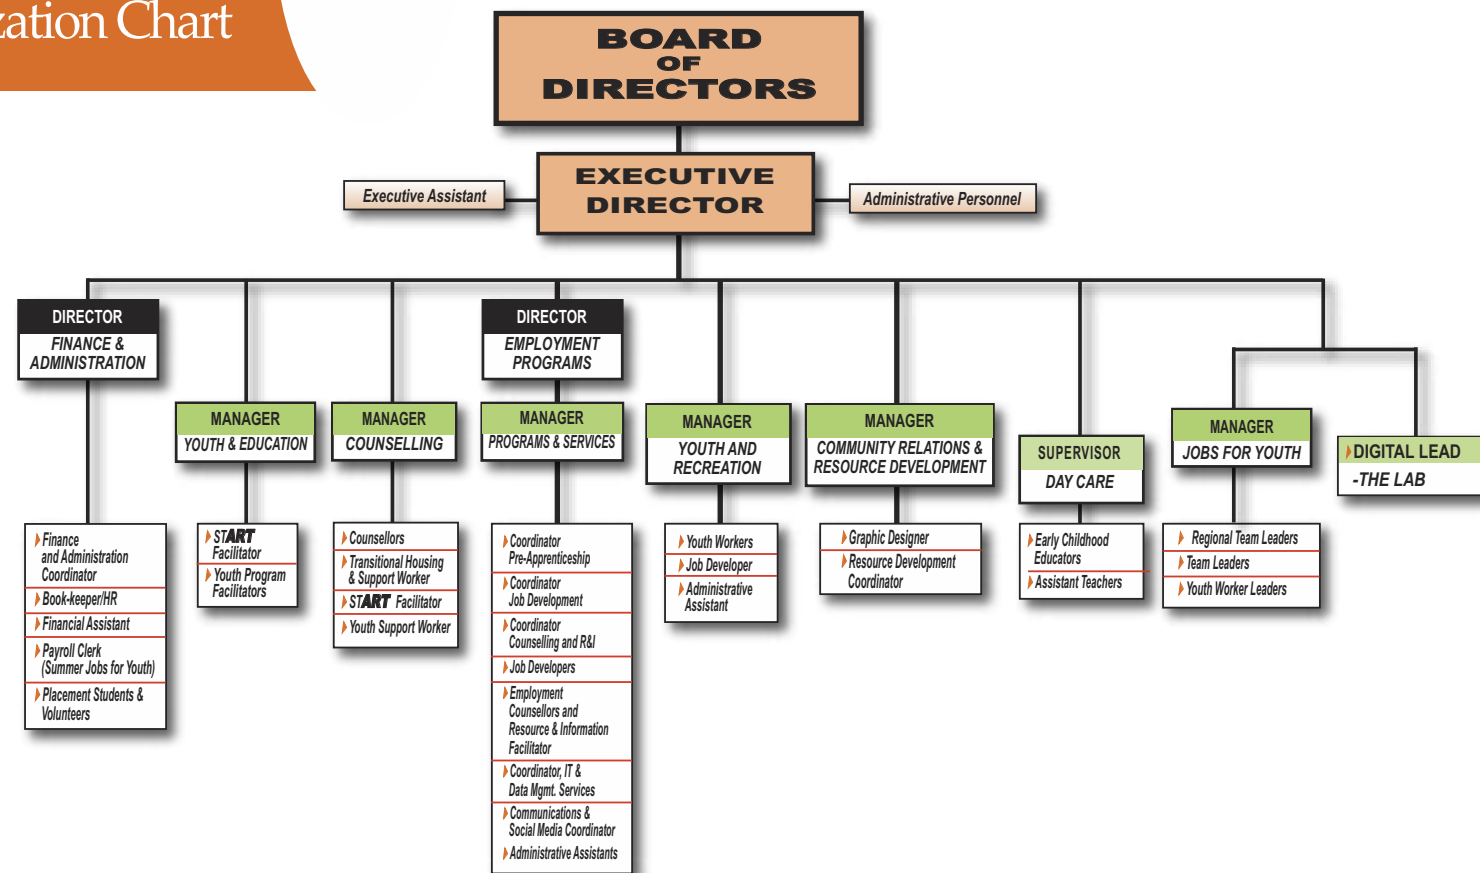 zation Chart
BOARD
OF
DIRECTORS
EXECUTIVE
DIRECTOR
Executive Assistant
Administrative Personnel
DIRECTOR
FINANCE &
ADMINISTRATION
Finance
and Administration
Coordinator
Book-keeper/HR
Financial Assistant
Payroll Clerk
(Summer Jobs for Youth)
Placement Students &
Volunteers
MANAGER
YOUTH & EDUCATION
START
Facilitator
Youth Program
Facilitators
MANAGER
COUNSELLING
Counsellors
Transitional Housing
& Support Worker
START Facilitator
Youth Support Worker
DIRECTOR
EMPLOYMENT
PROGRAMS
MANAGER
PROGRAMS & SERVICES
Coordinator
Pre-Apprenticeship
Coordinator
Job Development
Coordinator
Counselling and R&I
Job Developers
Employment
Counsellors and
Resource & Information
Facilitator
Coordinator, IT &
Data Mgmt. Services
Communications &
Social Media Coordinator
Administrative Assistants
MANAGER
YOUTH AND
RECREATION
Youth Workers
Job Developer
Administrative
Assistant
MANAGER
COMMUNITY RELATIONS &
RESOURCE DEVELOPMENT
Graphic Designer
Resource Development
Coordinator
SUPERVISOR
DAY CARE
Early Childhood
Educators
Assistant Teachers
MANAGER
JOBS FOR YOUTH
Regional Team Leaders
Team Leaders
Youth Worker Leaders
DIGITAL LEAD
-THE LAB